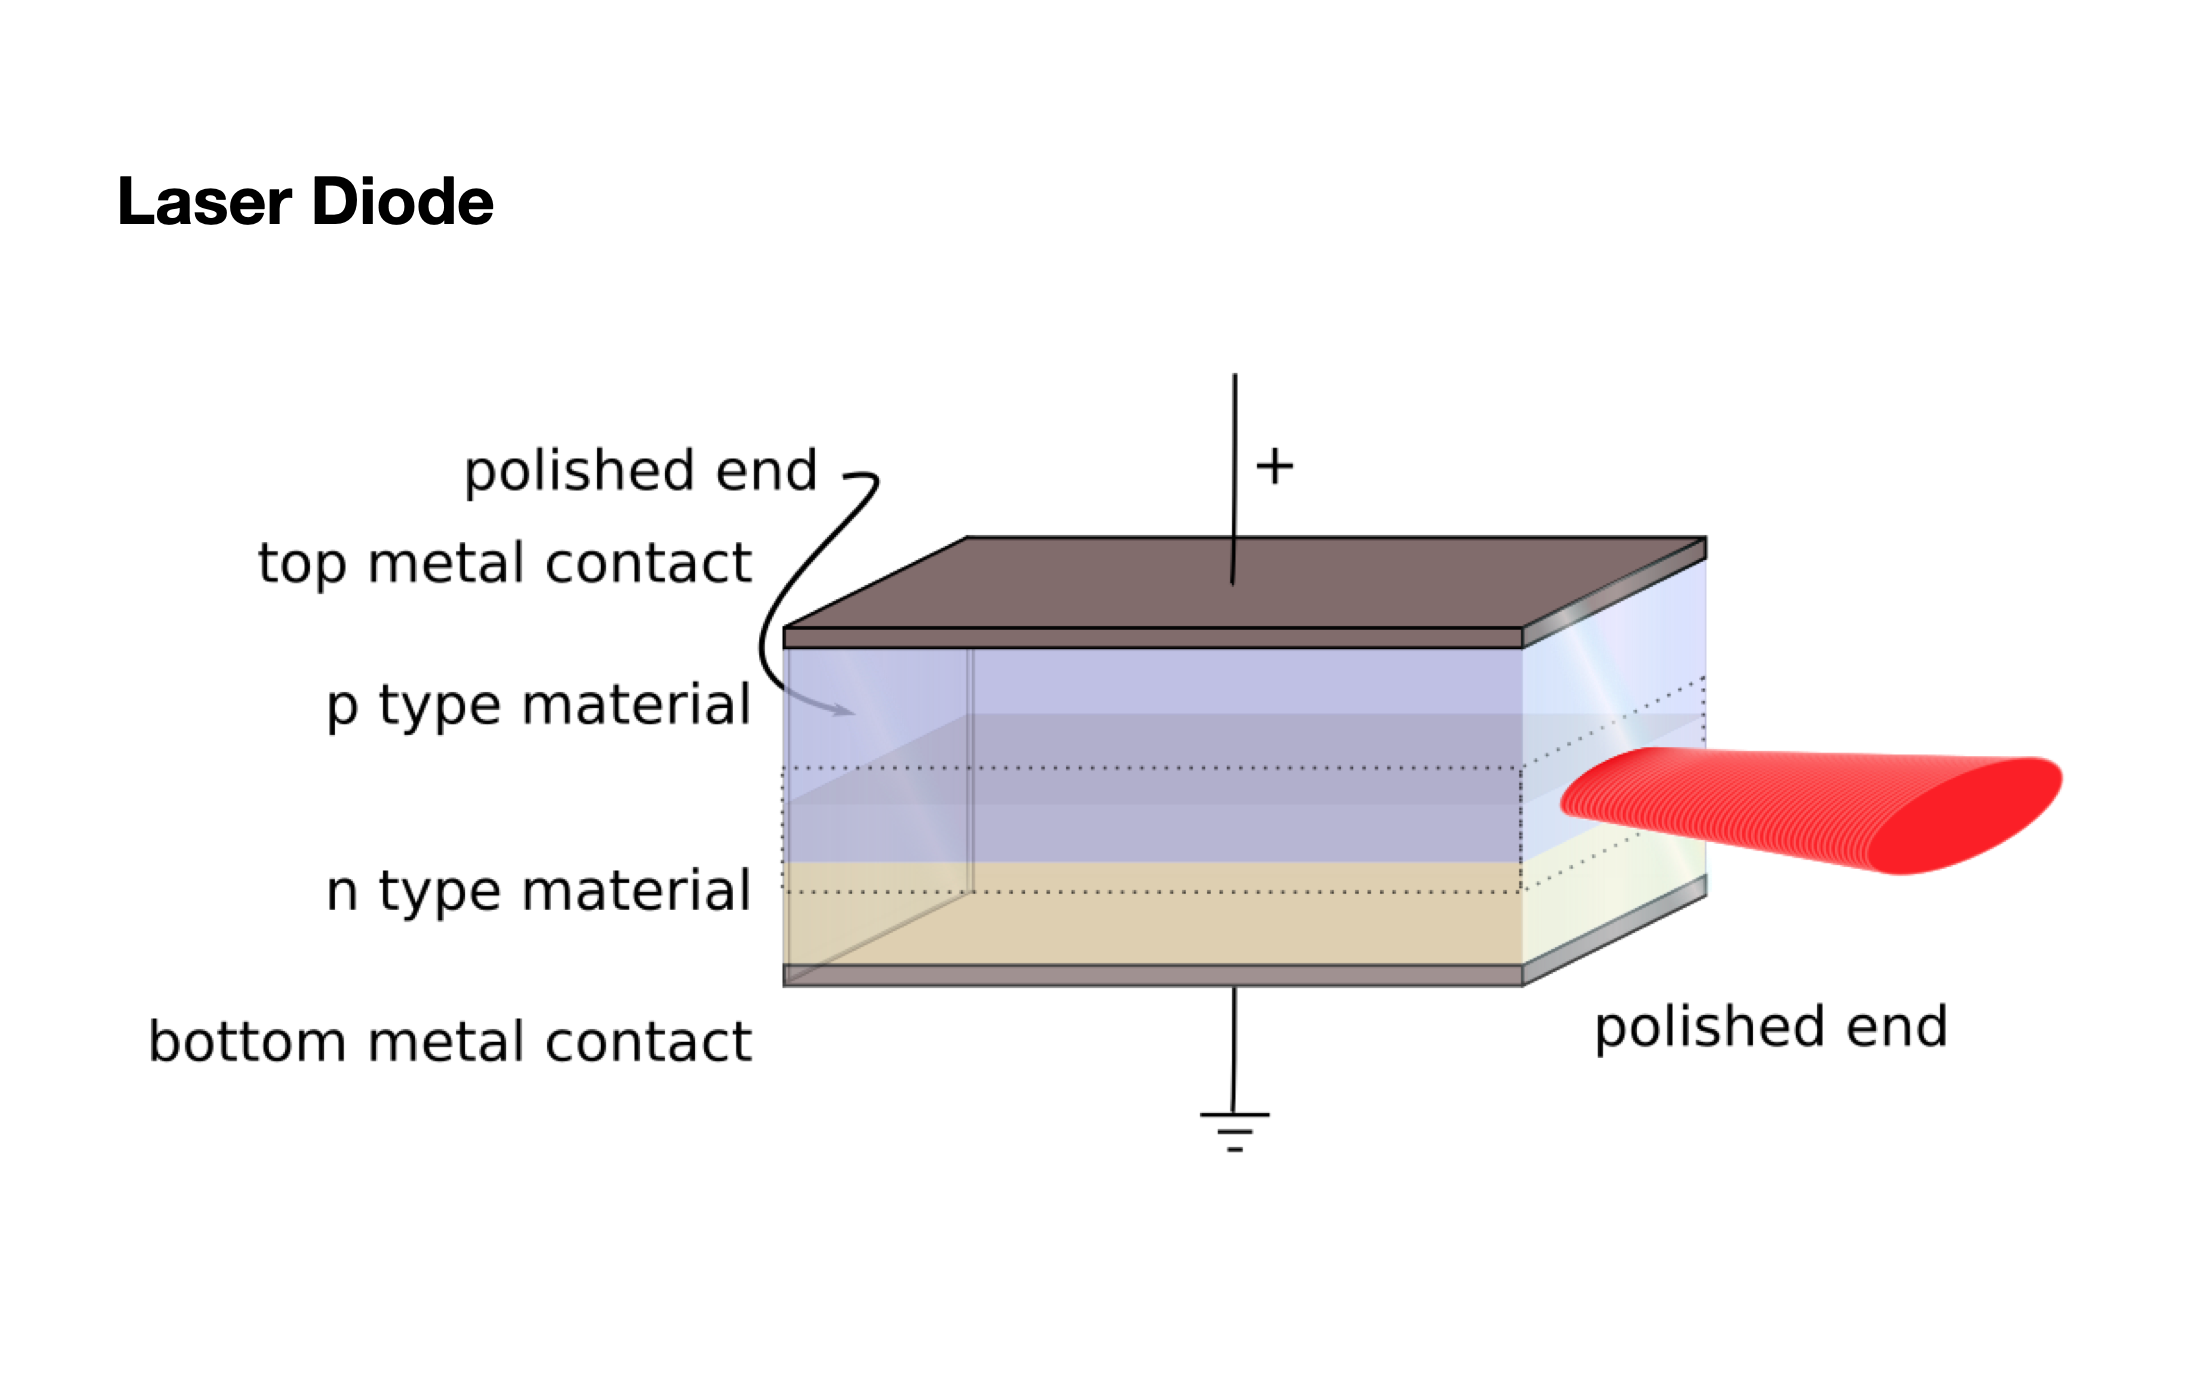 Laser Diode
+
polished end
top metal contact
p type material
n type material
bottom metal contact
polished end